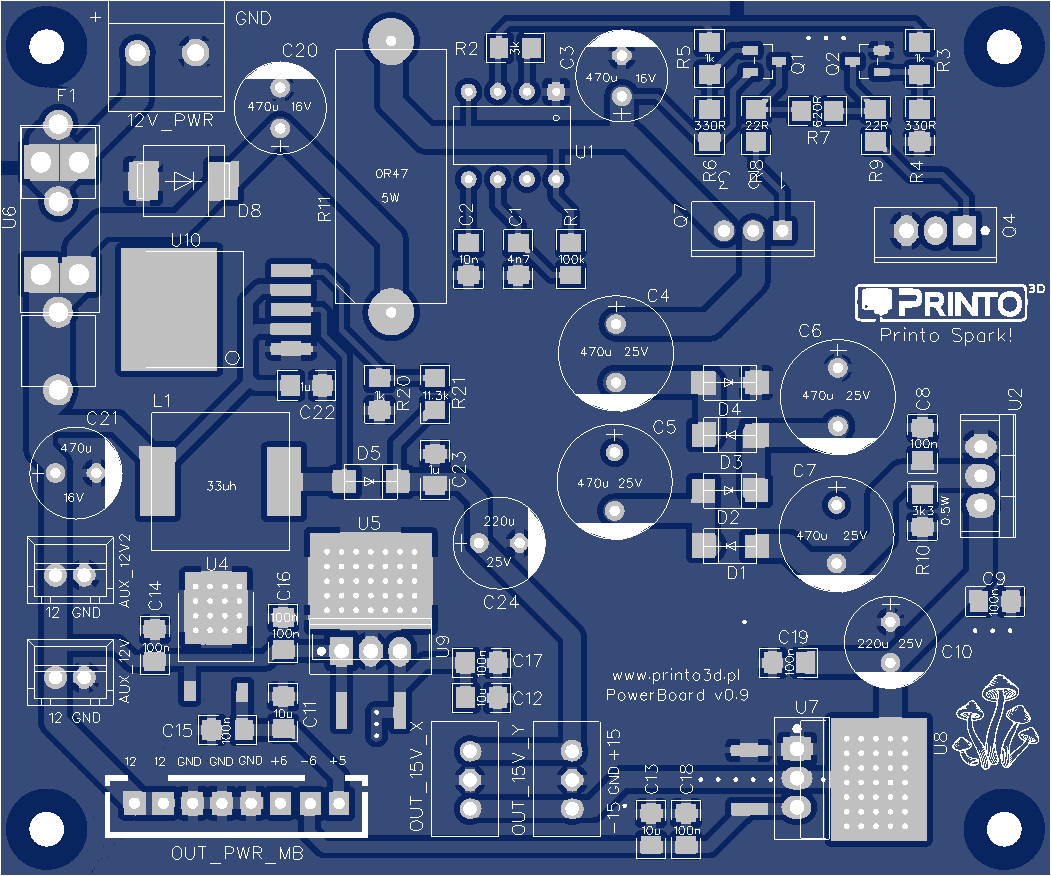 + GND
12V_PWR
F1
U6
D8
C20
470u 16V
R11
0R47
5W
R2
3k
C3
470u 16V
U1
C2
10n
C1
4n7
R1
100k
R5
1k
Q1
Q2
R3
1k
330R
R6
22R
R8
620R
R7
22R
R9
330R
R4
3
1
Q7
Q4
PRINTO 3D
Printo Spark!
U10
1u
C22
1k
R20
11.3k
R21
C4
470u 25V
C6
470u 25V
D4
D3
D2
D1
C5
470u 25V
C7
470u 25V
C8
100n
U2
3k3
0.5W
R10
C21
470u
16V
L1
33uh
D5
1u
C23
220u
25V
C24
U5
U4
AUX_12V2
12 GND
C14
100n
C16
100n
100n
U9
AUX_12V
12 GND
C15
100n
10u
C11
100n C17
10u C12
C9
100n
220u 25V
C10
C19
100n
www.printo3d.pl
PowerBoard v0.9
U7
U8
OUT_15V_X
OUT_15V_Y
-15 GND +15
C13
10u
C18
100n
12 12 GND GND GND +6 -6 +5
OUT_PWR_MB